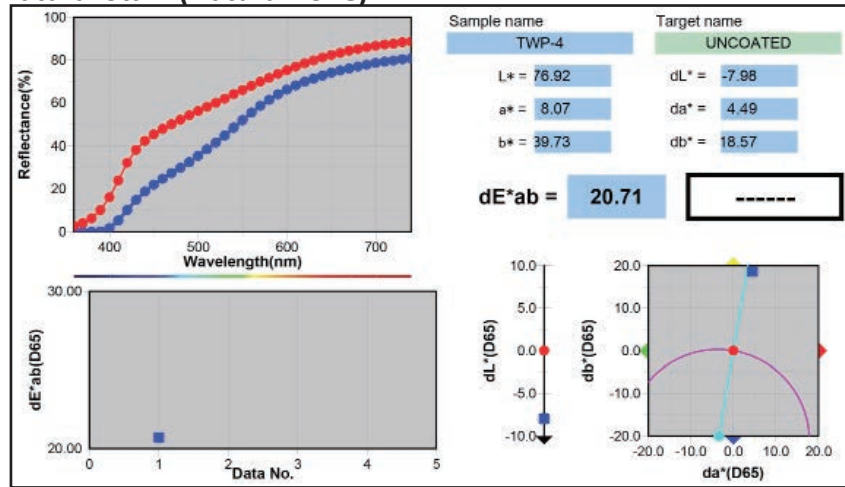 100
80
60
40
20
0
Reflectance(%)
400 500 600 700
Wavelength(nm)
Sample name Target name
TWP-4 UNCOATED
L* = 76.92 dL* = -7.98
a* = 8.07 da* = 4.49
b* = 39.73 db* = 18.57
dE*ab = 20.71 ------
30.00
20.00
dE*ab(D65)
0 1 2 3 4 5
Data No.
10.0
5.0
0.0
-5.0
-10.0
dL*(D65)
20.0
10.0
0.0
-10.0
-20.0
db*(D65)
-20.0 -10.0 0.0 10.0 20.0
da*(D65)